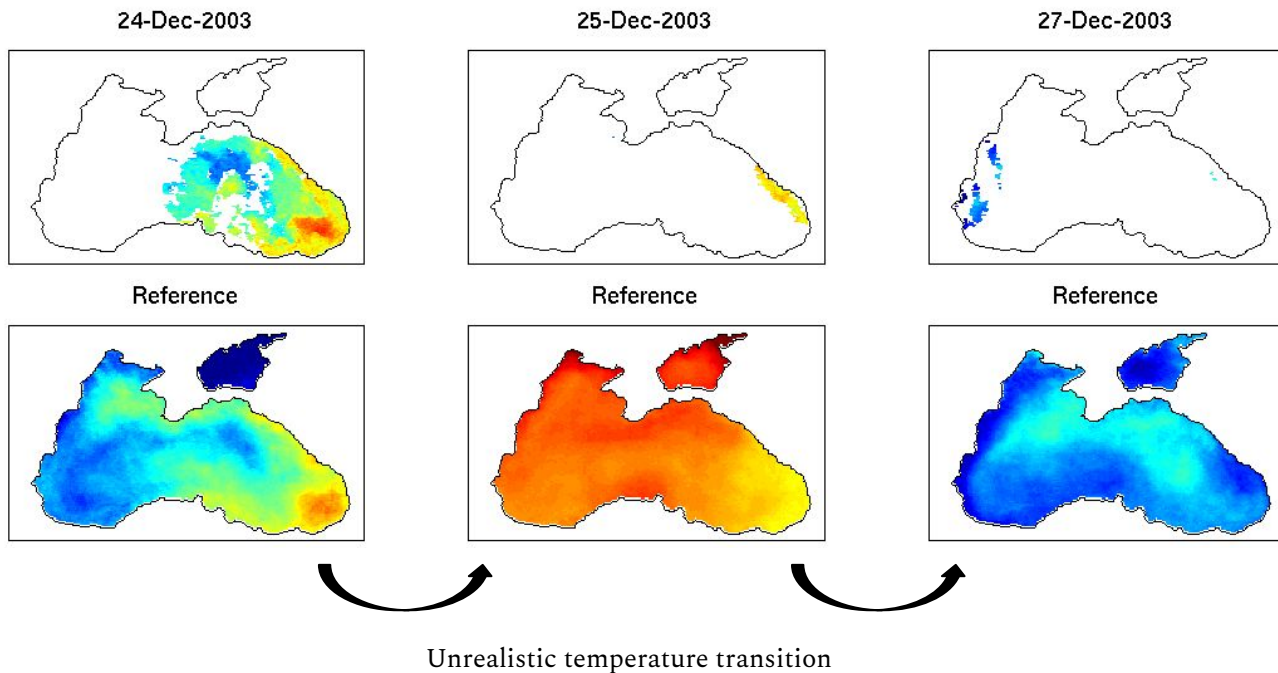 24-Dec-2003
25-Dec-2003
27-Dec-2003
Reference
Reference
Reference
Unrealistic temperature transition